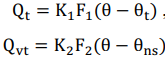 Qₜ = K₁F₁(θ − θₜ) ,
Qᵥₜ = K₂F₂(θ − θₙₛ)